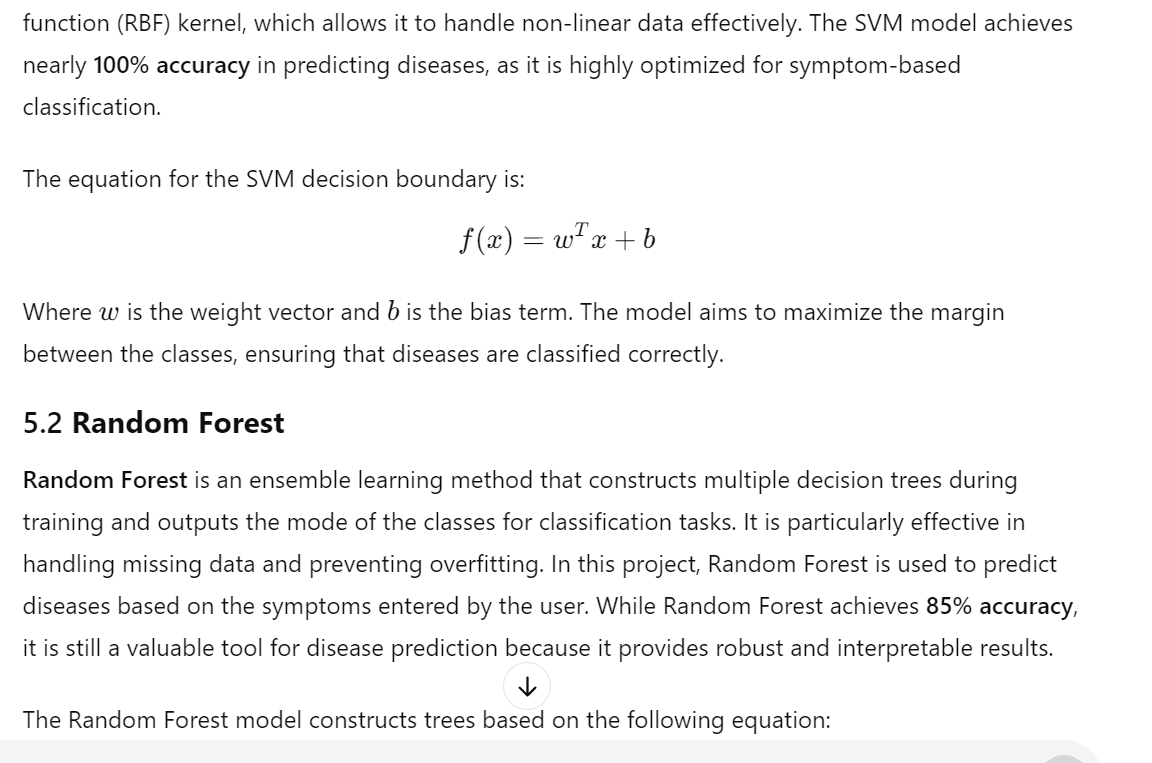 function (RBF) kernel, which allows it to handle non-linear data effectively. The SVM model achieves
nearly 100% accuracy in predicting diseases, as it is highly optimized for symptom-based
classification.
The equation for the SVM decision boundary is:
f(x) = wᵀx + b
Where w is the weight vector and b is the bias term. The model aims to maximize the margin
between the classes, ensuring that diseases are classified correctly.
5.2 Random Forest
Random Forest is an ensemble learning method that constructs multiple decision trees during
training and outputs the mode of the classes for classification tasks. It is particularly effective in
handling missing data and preventing overfitting. In this project, Random Forest is used to predict
diseases based on the symptoms entered by the user. While Random Forest achieves 85% accuracy,
it is still a valuable tool for disease prediction because it provides robust and interpretable results.
The Random Forest model constructs trees based on the following equation: